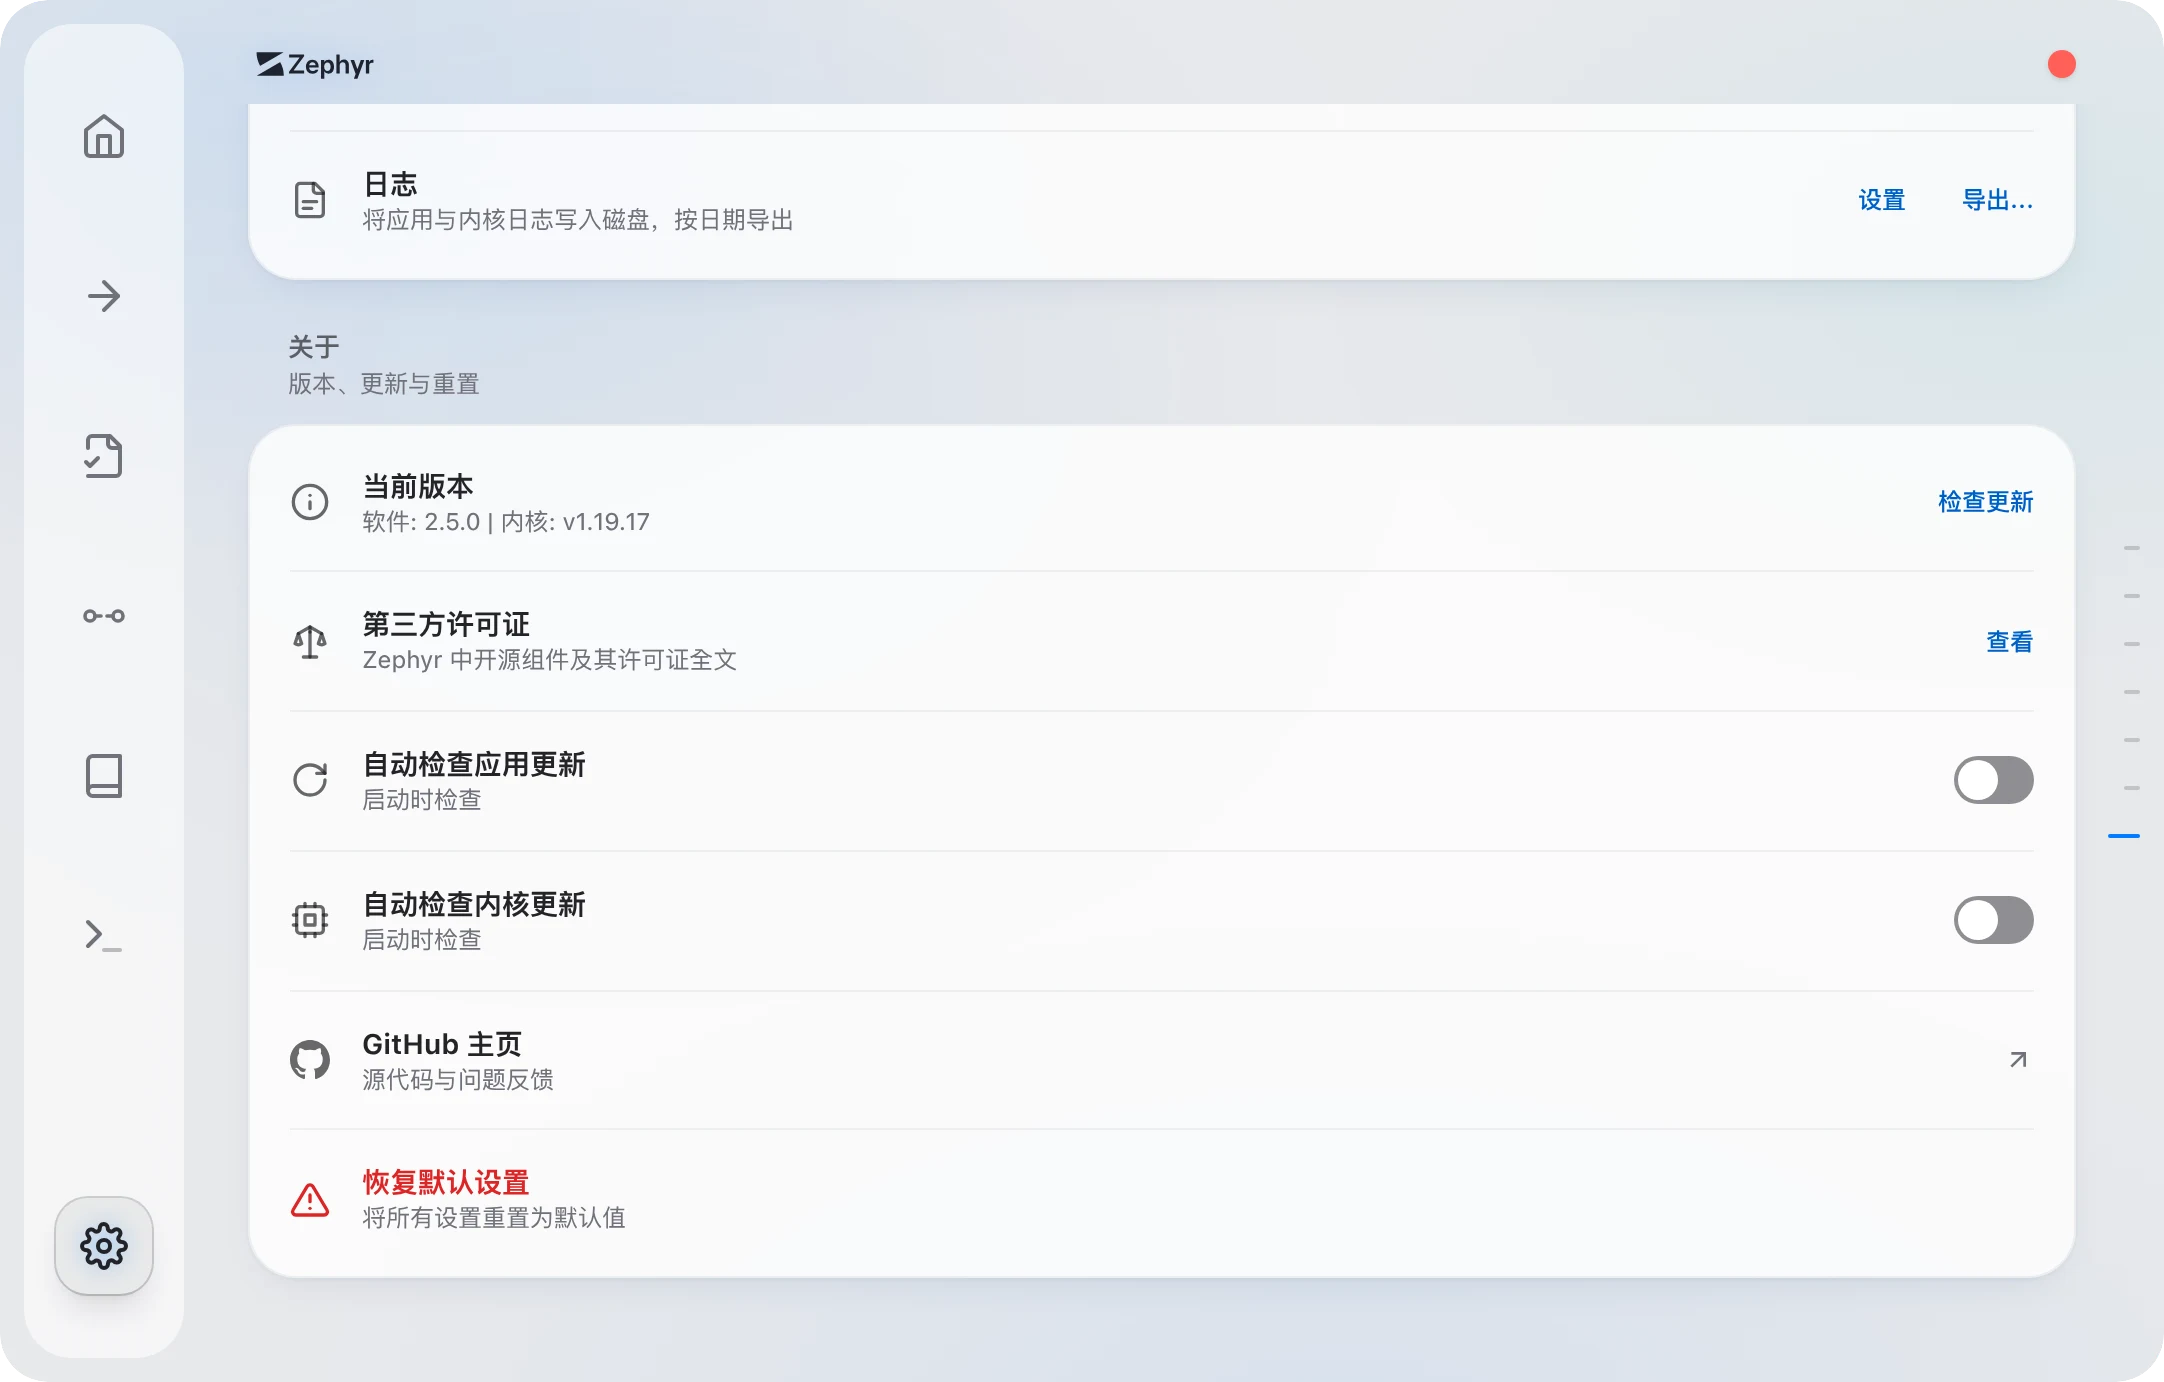 Zephyr
日志
将应用与内核日志写入磁盘，按日期导出
设置
导出...
关于
版本、更新与重置
当前版本
软件: 2.5.0 | 内核: v1.19.17
检查更新
第三方许可证
Zephyr 中开源组件及其许可证全文
查看
自动检查应用更新
启动时检查
自动检查内核更新
启动时检查
GitHub 主页
源代码与问题反馈
恢复默认设置
将所有设置重置为默认值